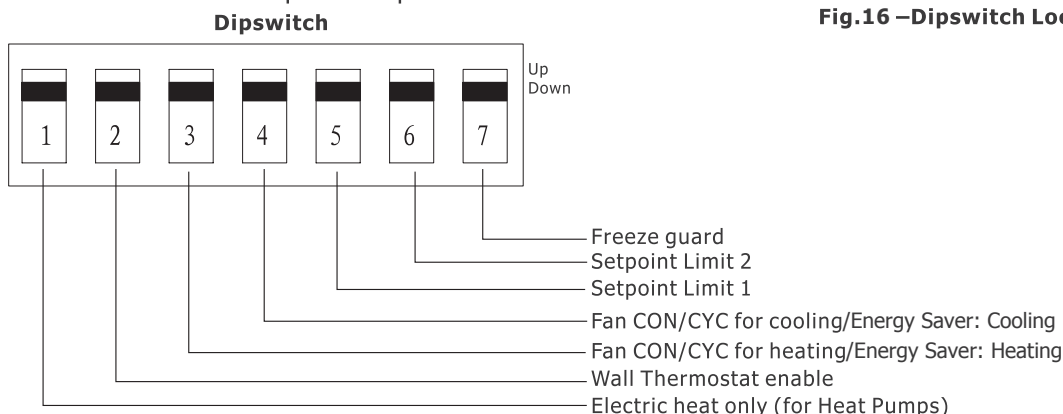 Dipswitch
Fig.16 –Dipswitch Loc
Up
Down
1 2 3 4 5 6 7
Freeze guard
Setpoint Limit 2
Setpoint Limit 1
Fan CON/CYC for cooling/Energy Saver: Cooling
Fan CON/CYC for heating/Energy Saver: Heating
Wall Thermostat enable
Electric heat only (for Heat Pumps)